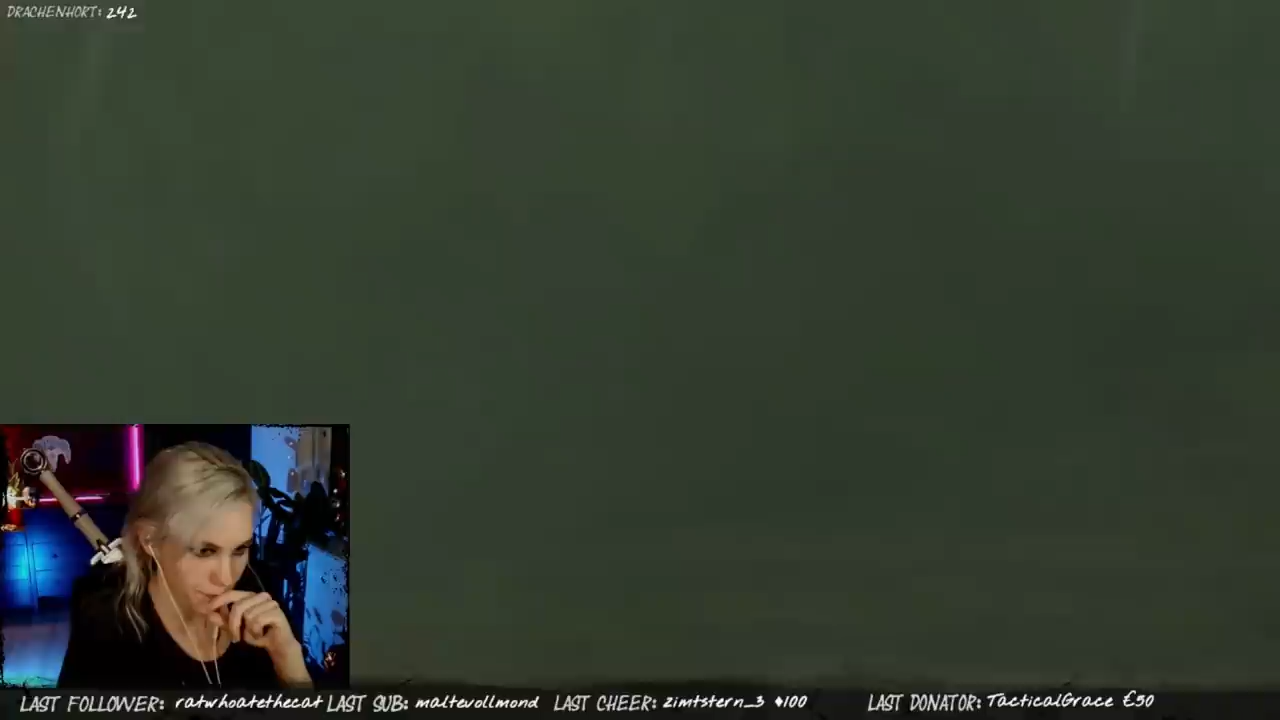 DRACHENHORT: 242
LAST FOLLOWER: ratwhoatethecat LAST SUB: maltevollmond LAST CHEER: zimtstern_3 ♦100 LAST DONATOR: TacticalGrace £50